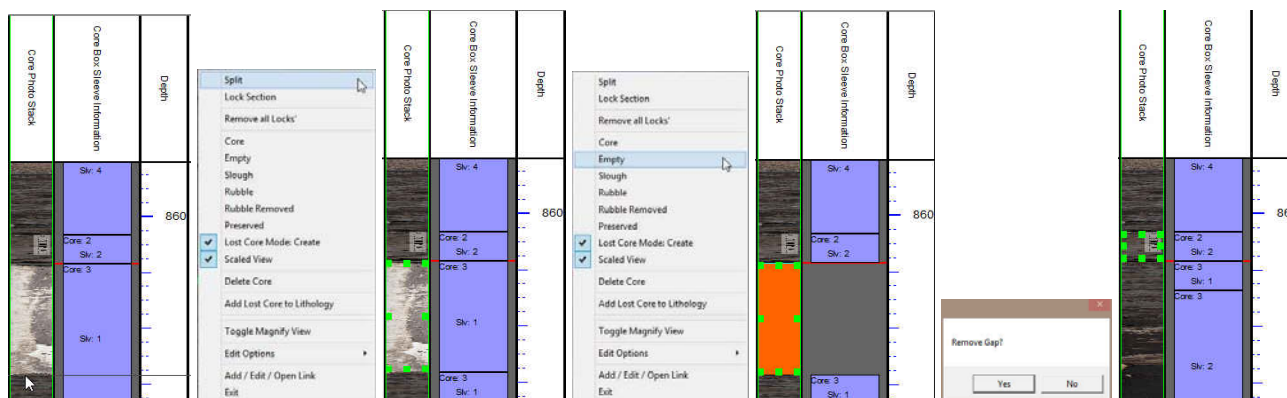 Core Photo Stack
Core Box Sleeve Information
Depth
Slv: 4
860
Core: 2
Slv: 2
Core: 3
Slv: 1
Split
Lock Section
Remove all Locks'
Core
Empty
Slough
Rubble
Rubble Removed
Preserved
Lost Core Mode: Create
Scaled View
Delete Core
Add Lost Core to Lithology
Toggle Magnify View
Edit Options
Add / Edit / Open Link
Exit
Core Photo Stack
Core Box Sleeve Information
Depth
Slv: 4
860
Core: 2
Slv: 2
Core: 3
Slv: 1
Core: 3
Slv: 1
Split
Lock Section
Remove all Locks'
Core
Empty
Slough
Rubble
Rubble Removed
Preserved
Lost Core Mode: Create
Scaled View
Delete Core
Add Lost Core to Lithology
Toggle Magnify View
Edit Options
Add / Edit / Open Link
Exit
Core Photo Stack
Core Box Sleeve Information
Depth
Slv: 4
860
Core: 2
Slv: 2
Core: 3
Slv: 1
Remove Gap?
Yes
No
Core Photo Stack
Core Box Sleeve Information
Depth
Slv: 4
Core: 2
Slv: 2
Core: 3
Slv: 1
Core: 3
Slv: 2